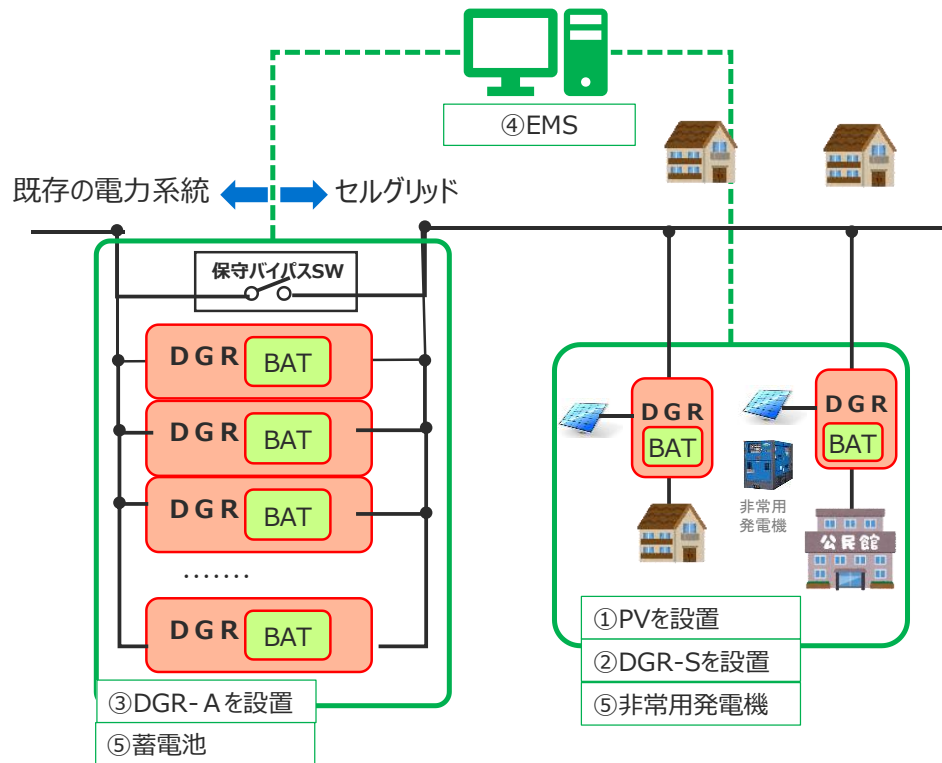 ④EMS
既存の電力系統
セルグリッド
保守バイパスSW
DGR BAT
DGR BAT
DGR BAT
.......
DGR BAT
③DGR-Aを設置
⑤蓄電池
DGR
BAT
DGR
BAT
非常用
発電機
公民館
①PVを設置
②DGR-Sを設置
⑤非常用発電機